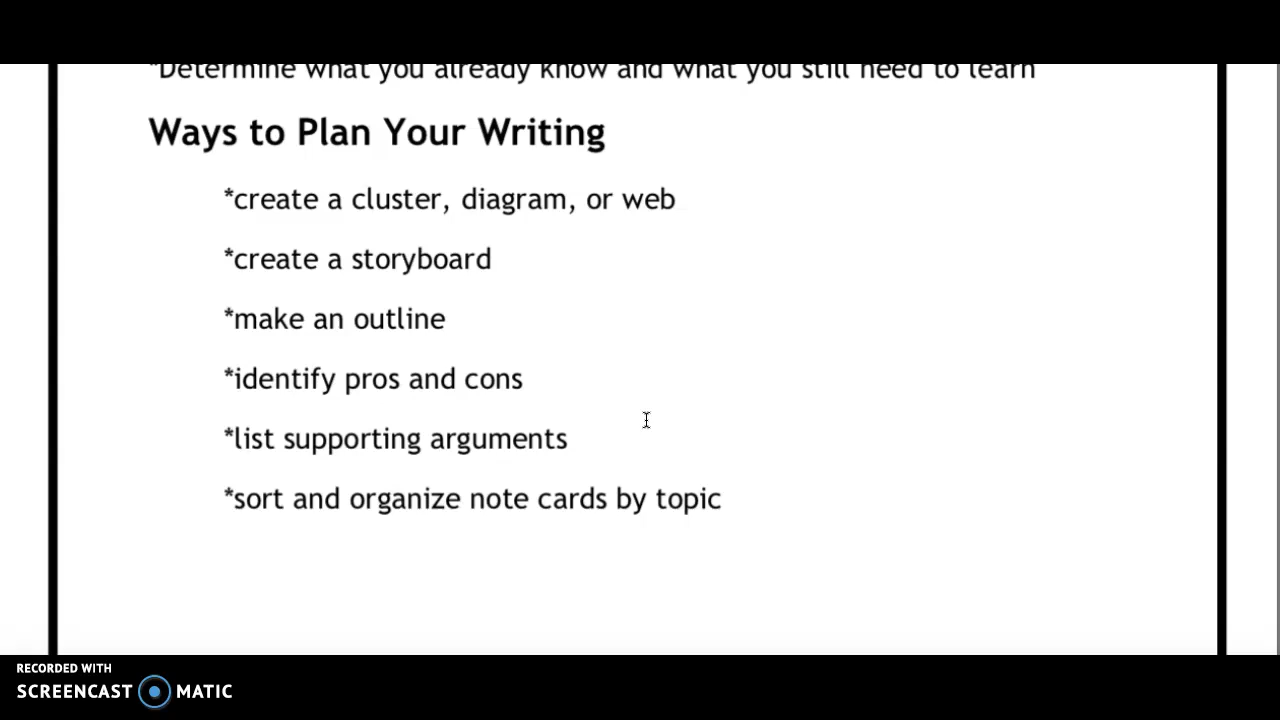 *Determine what you already know and what you still need to learn
Ways to Plan Your Writing
*create a cluster, diagram, or web
*create a storyboard
*make an outline
*identify pros and cons
*list supporting arguments
*sort and organize note cards by topic
RECORDED WITH
SCREENCAST MATIC